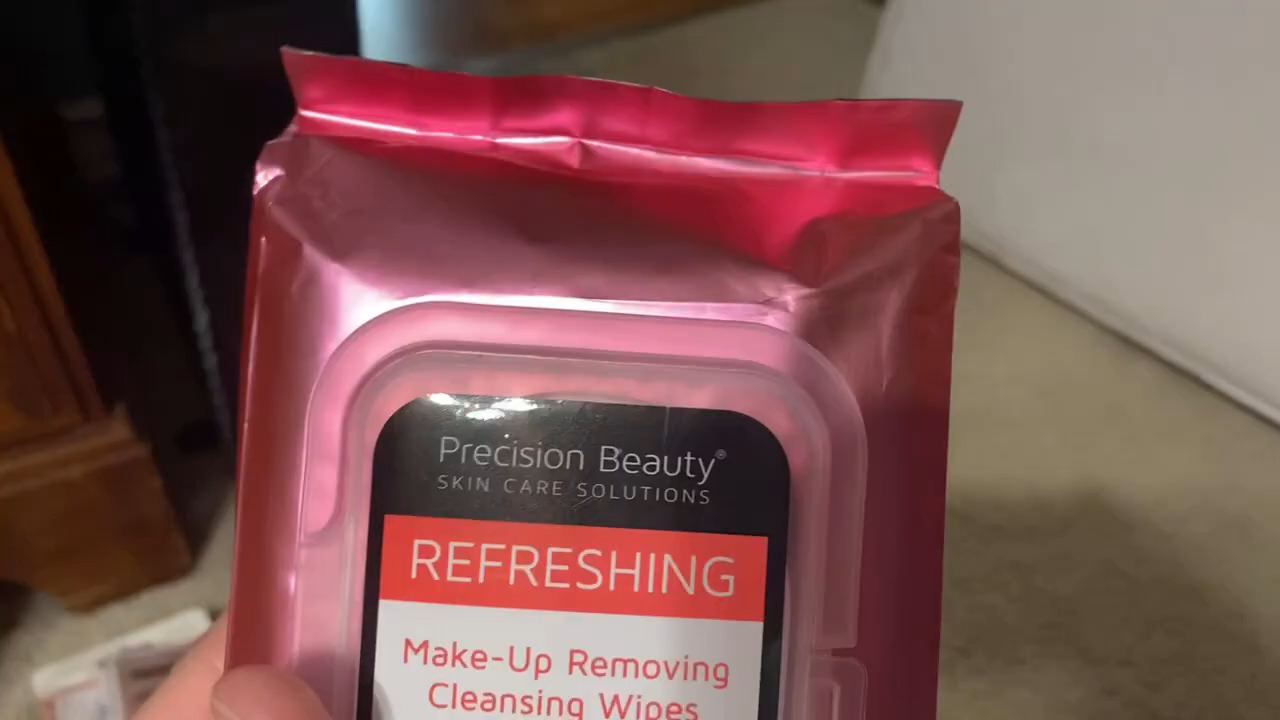 Precision Beauty®
SKIN CARE SOLUTIONS
REFRESHING
Make-Up Removing
Cleansing Wipes